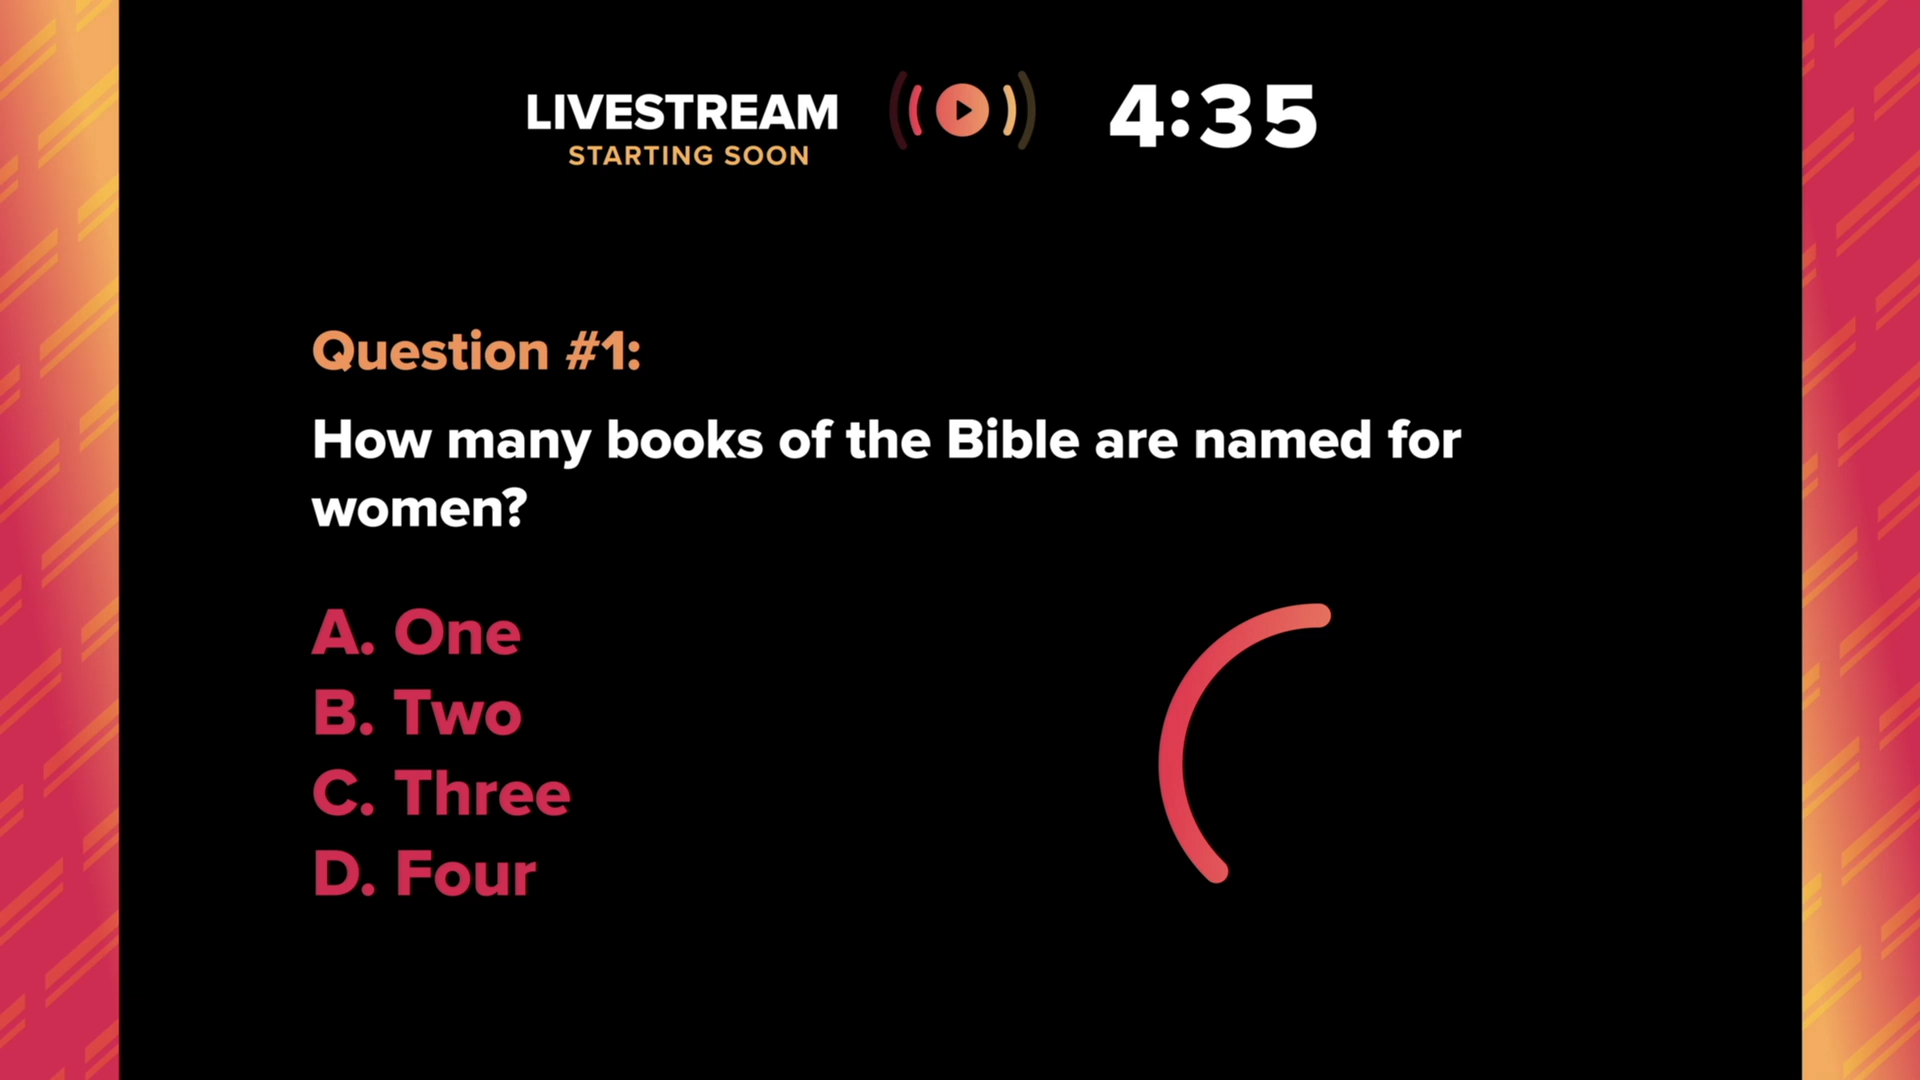 LIVESTREAM
STARTING SOON
4:35
Question #1:
How many books of the Bible are named for
women?
A. One
B. Two
C. Three
D. Four